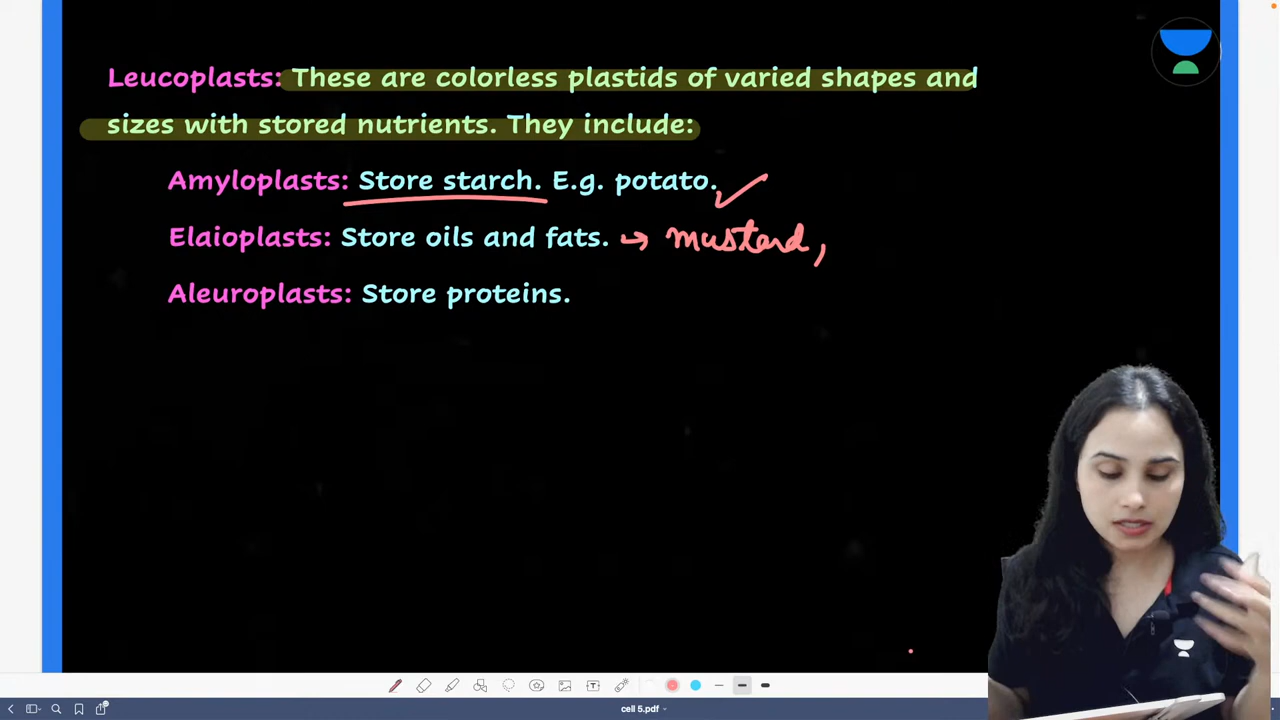 Leucoplasts: These are colorless plastids of varied shapes and
sizes with stored nutrients. They include:
Amyloplasts: Store starch. E.g. potato.
Elaioplasts: Store oils and fats. → mustard,
Aleuroplasts: Store proteins.
cell 5.pdf